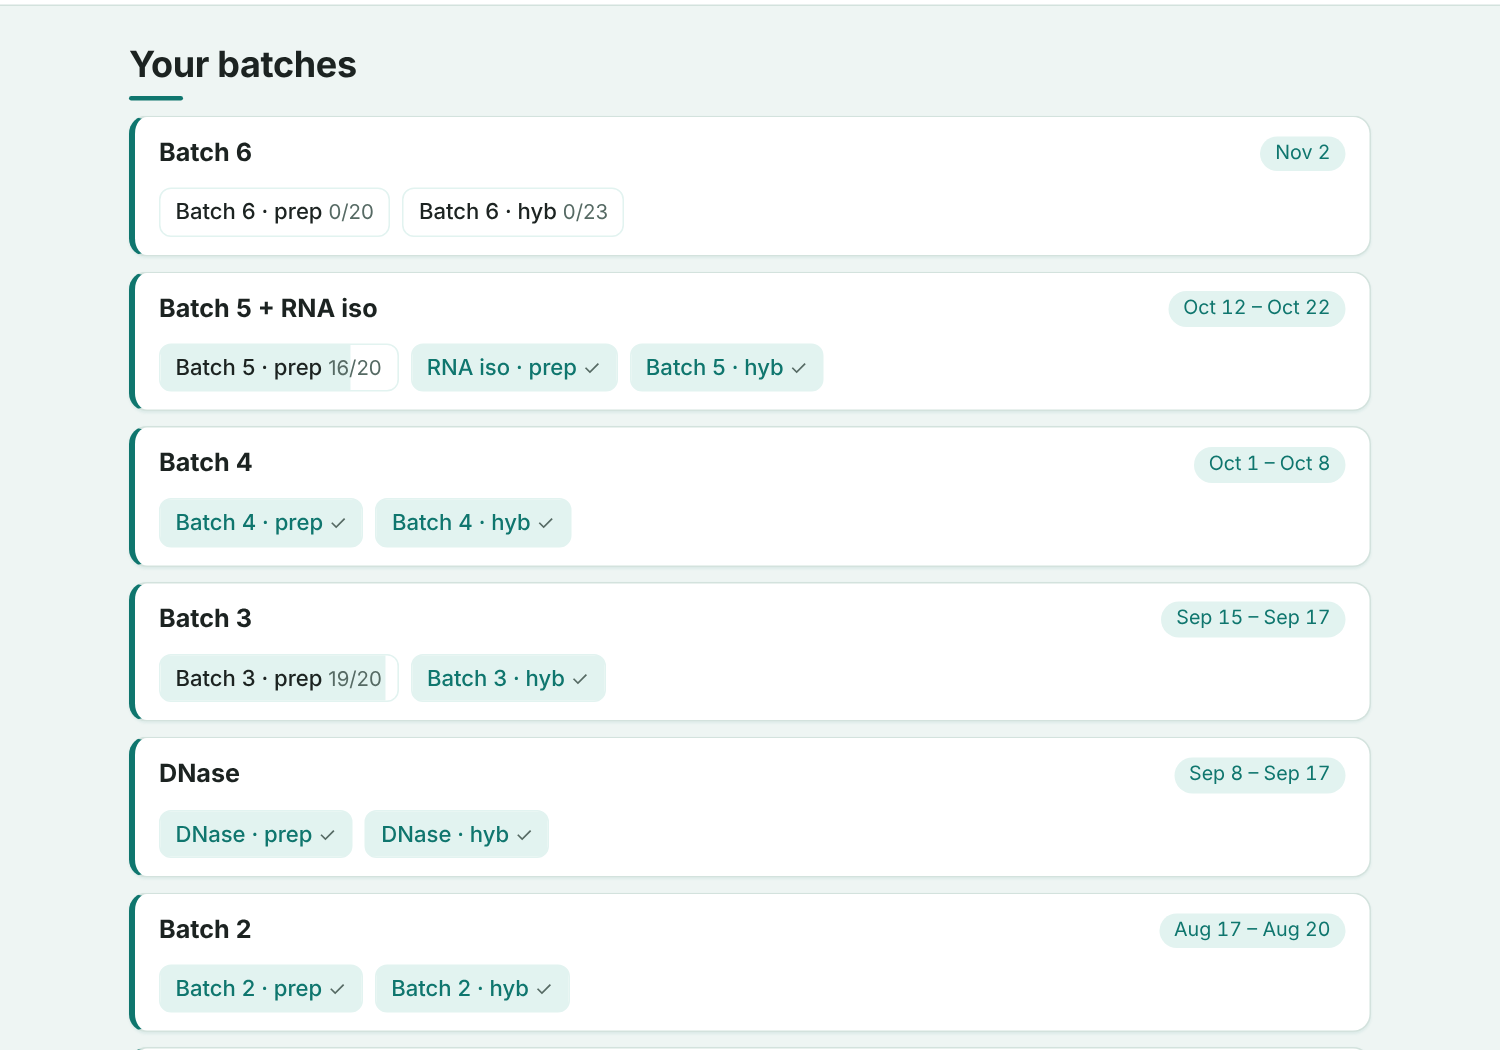 Your batches
Batch 6
Nov 2
Batch 6 · prep 0/20 Batch 6 · hyb 0/23
Batch 5 + RNA iso
Oct 12 – Oct 22
Batch 5 · prep 16/20 RNA iso · prep ✓ Batch 5 · hyb ✓
Batch 4
Oct 1 – Oct 8
Batch 4 · prep ✓ Batch 4 · hyb ✓
Batch 3
Sep 15 – Sep 17
Batch 3 · prep 19/20 Batch 3 · hyb ✓
DNase
Sep 8 – Sep 17
DNase · prep ✓ DNase · hyb ✓
Batch 2
Aug 17 – Aug 20
Batch 2 · prep ✓ Batch 2 · hyb ✓